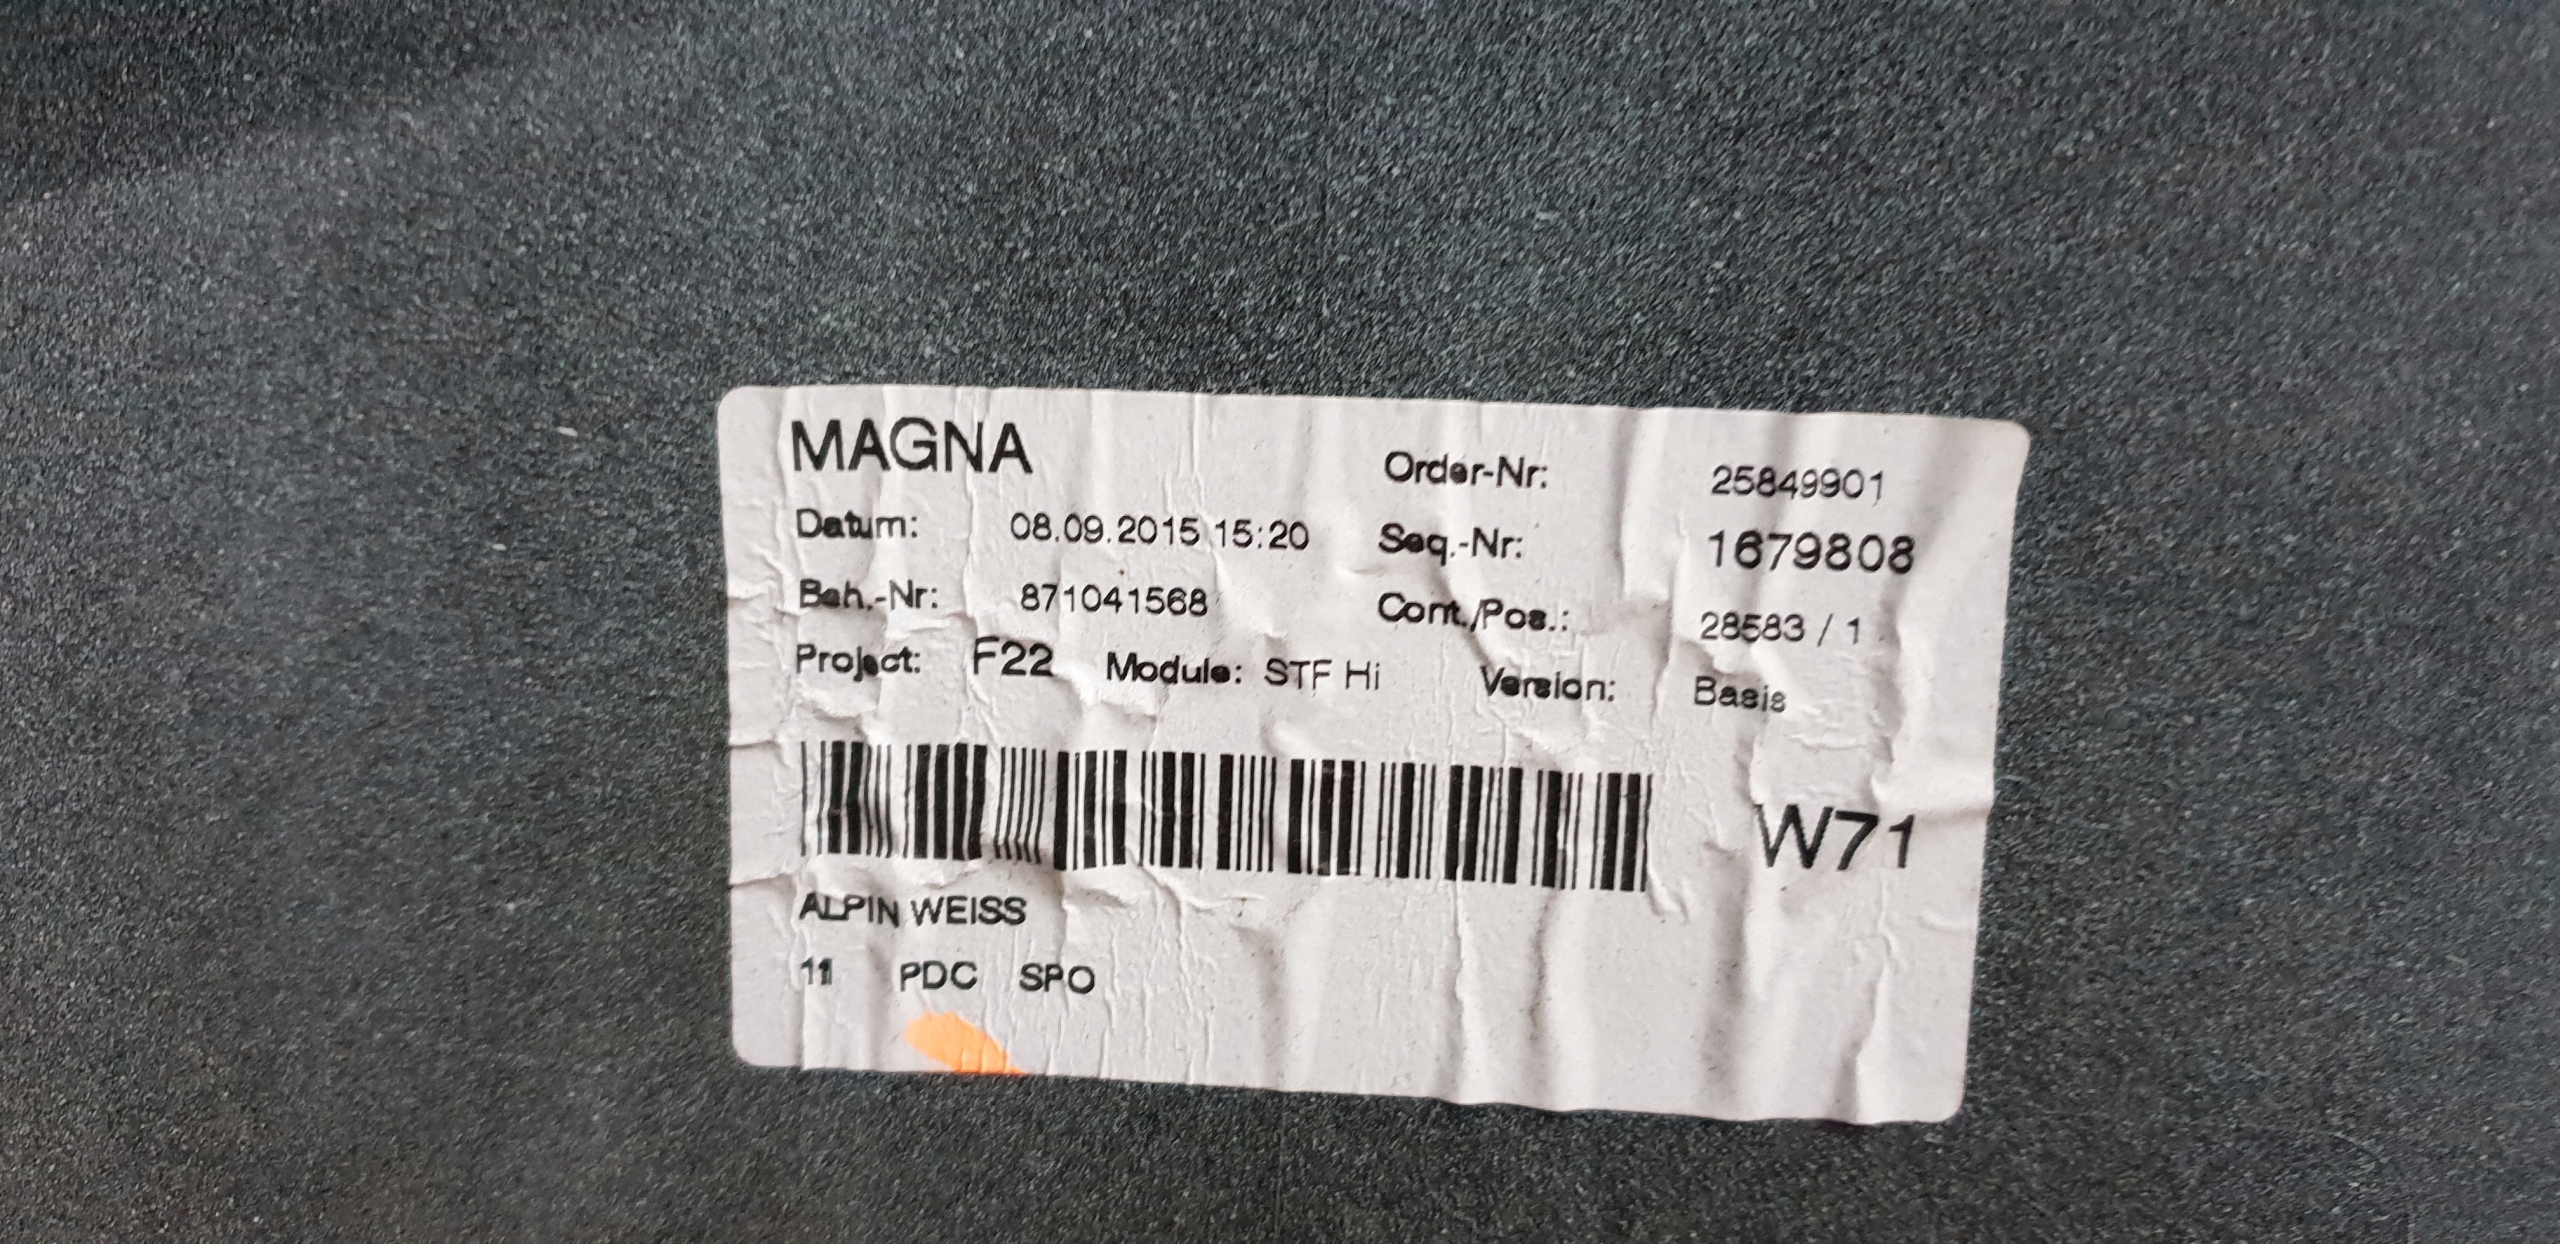 MAGNA
Order-Nr: 25849901
Datum: 08.09.2015 15:20 Seq.-Nr: 1679808
Beh.-Nr: 871041568 Cont./Pos.: 28583 / 1
Project: F22 Module: STF Hi Version: Basis
W71
ALPIN WEISS
11 PDC SPO